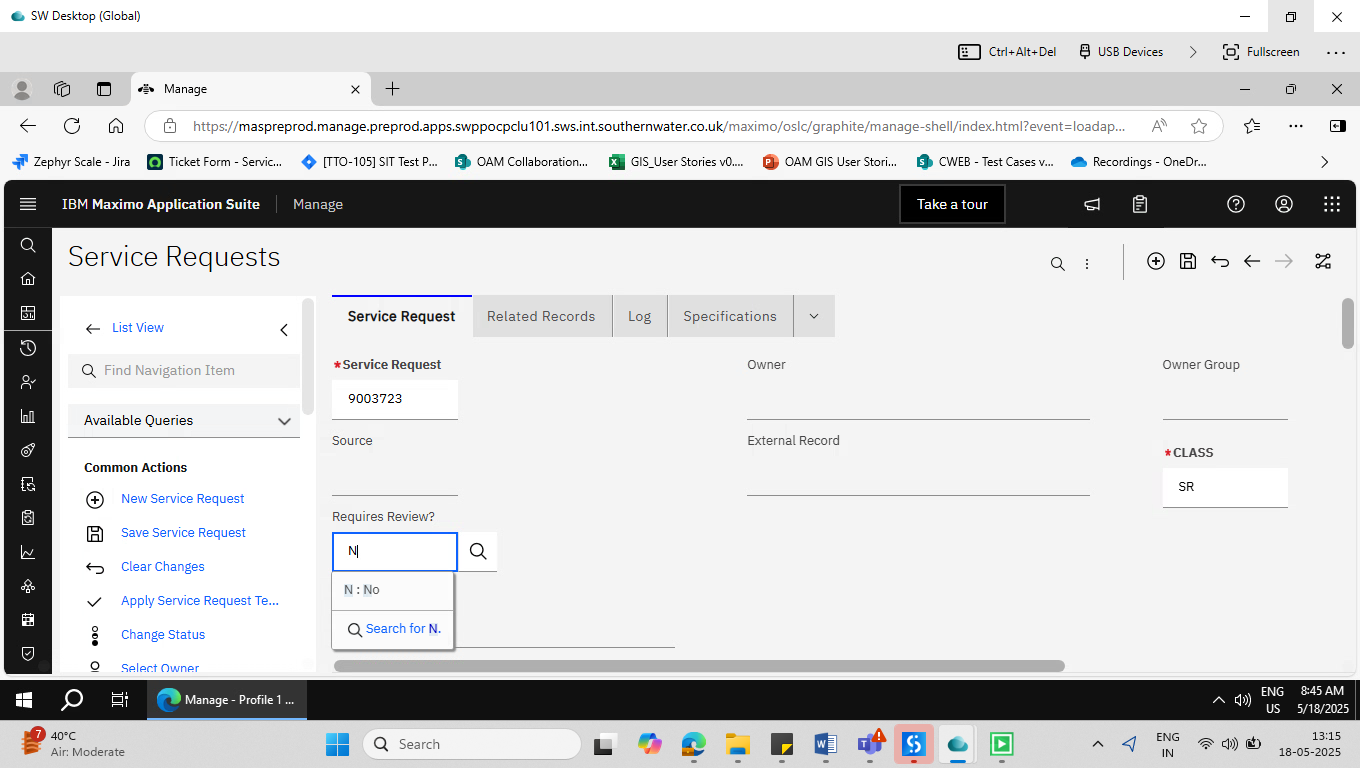 SW Desktop (Global)
Ctrl+Alt+Del
USB Devices
Fullscreen
Manage
https://maspreprod.manage.preprod.apps.swppocpclu101.sws.int.southernwater.co.uk/maximo/oslc/graphite/manage-shell/index.html?event=loadap...
Zephyr Scale - Jira
Ticket Form - Servic...
[TTO-105] SIT Test P...
OAM Collaboration...
GIS_User Stories v0....
OAM GIS User Stori...
CWEB - Test Cases v...
Recordings - OneDr...
IBM Maximo Application Suite
Manage
Take a tour
Service Requests
List View
Find Navigation Item
Available Queries
Common Actions
New Service Request
Save Service Request
Clear Changes
Apply Service Request Te...
Change Status
Select Owner
Service Request
Related Records
Log
Specifications
*Service Request
9003723
Owner
Owner Group
Source
External Record
*CLASS
SR
Requires Review?
N
N : No
Search for N.
Manage - Profile 1 ...
ENG
US
8:45 AM
5/18/2025
7
40°C
Air: Moderate
Search
ENG
IN
13:15
18-05-2025